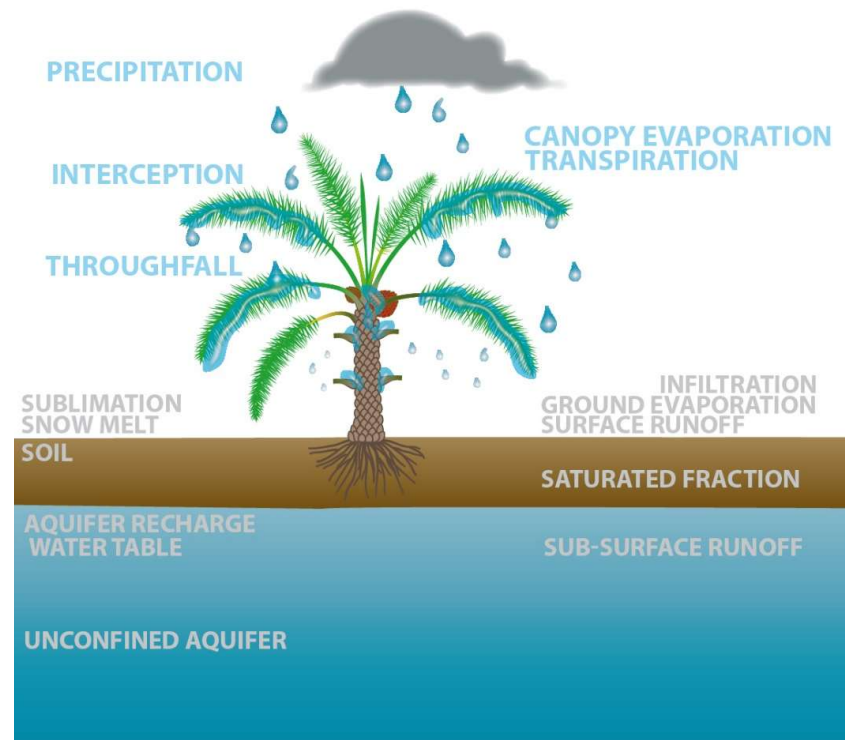 PRECIPITATION
CANOPY EVAPORATION
TRANSPIRATION
INTERCEPTION
THROUGHFALL
SUBLIMATION
SNOW MELT
INFILTRATION
GROUND EVAPORATION
SURFACE RUNOFF
SOIL
SATURATED FRACTION
AQUIFER RECHARGE
WATER TABLE
SUB-SURFACE RUNOFF
UNCONFINED AQUIFER